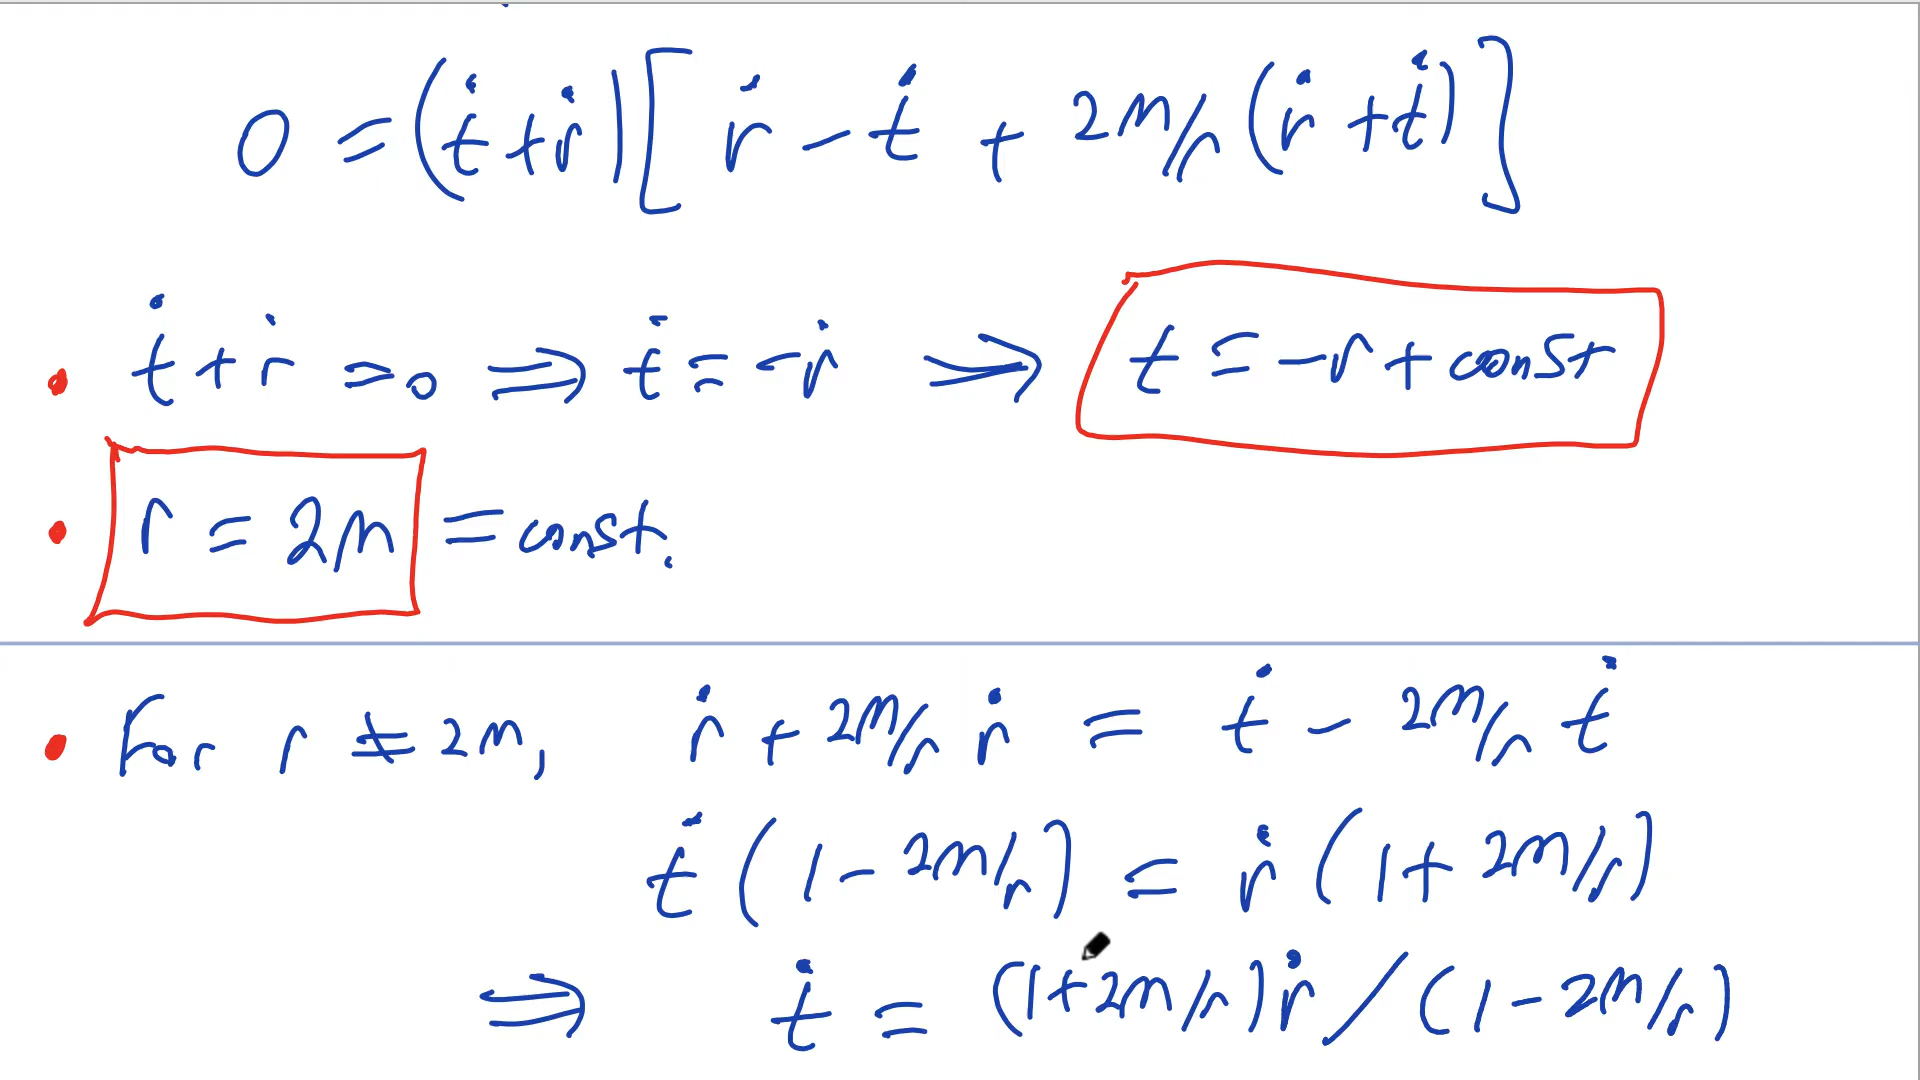 0 = (ṫ + ṙ) [ ṙ - ṫ + 2m/r (ṙ + ṫ) ]
• ṫ + ṙ = 0 ⟹ ṫ = -ṙ ⟹ t = -r + const
• r = 2m = const.
• For r ≠ 2m, ṙ + 2m/r ṙ = ṫ - 2m/r ṫ
ṫ (1 - 2m/r) = ṙ (1 + 2m/r)
⟹ ṫ = (1 + 2m/r) ṙ / (1 - 2m/r)